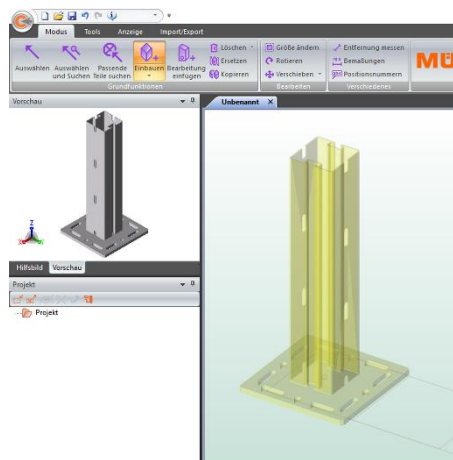 Modus Tools Anzeige Import/Export
Auswählen
Auswählen und Suchen
Passende Teile suchen
Einbauen
Bearbeitung einfügen
Löschen
Ersetzen
Kopieren
Grundfunktionen
Größe ändern
Rotieren
Verschieben
Bearbeiten
Entfernung messen
Bemaßungen
Positionsnummern
Verschiedenes
MÜ
Vorschau
Unbenannt X
Z
X
Y
Hilfsbild Vorschau
Projekt
Projekt